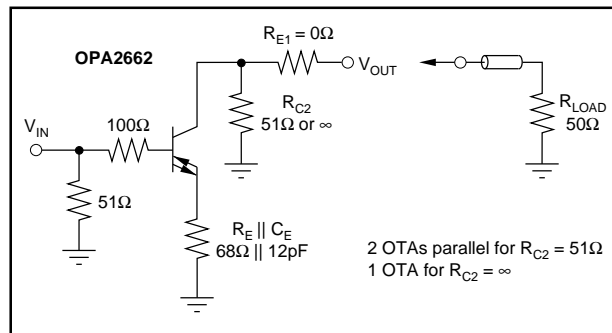 R_E1 = 0Ω
OPA2662
V_OUT
R_C2
51Ω or ∞
R_LOAD
50Ω
V_IN
100Ω
51Ω
R_E || C_E
68Ω || 12pF
2 OTAs parallel for R_C2 = 51Ω
1 OTA for R_C2 = ∞